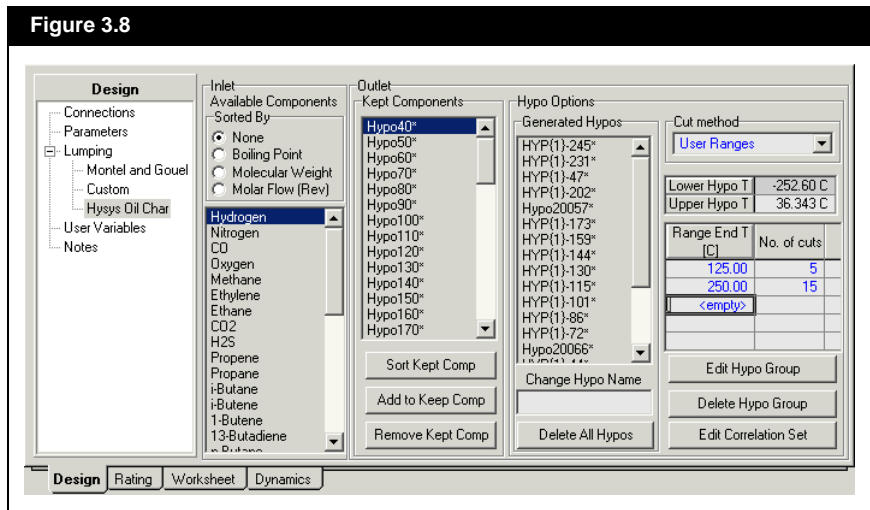 Figure 3.8
Design
Connections
Parameters
Lumping
Montel and Gouel
Custom
Hysys Oil Char
User Variables
Notes
Inlet
Available Components
Sorted By
None
Boiling Point
Molecular Weight
Molar Flow (Rev)
Hydrogen
Nitrogen
CO
Oxygen
Methane
Ethylene
Ethane
CO2
H2S
Propene
Propane
i-Butane
i-Butene
1-Butene
13-Butadiene
Outlet
Kept Components
Hypo40*
Hypo50*
Hypo60*
Hypo70*
Hypo80*
Hypo90*
Hypo100*
Hypo110*
Hypo120*
Hypo130*
Hypo140*
Hypo150*
Hypo160*
Hypo170*
Sort Kept Comp
Add to Keep Comp
Remove Kept Comp
Hypo Options
Generated Hypos
HYP{1}-245*
HYP{1}-231*
HYP{1}-47*
HYP{1}-202*
Hypo20057*
HYP{1}-173*
HYP{1}-159*
HYP{1}-144*
HYP{1}-130*
HYP{1}-115*
HYP{1}-101*
HYP{1}-86*
HYP{1}-72*
Hypo20066*
Change Hypo Name
Delete All Hypos
Cut method
User Ranges
Lower Hypo T -252.60 C
Upper Hypo T 36.343 C
Range End T [C] No. of cuts
125.00 5
250.00 15
<empty>
Edit Hypo Group
Delete Hypo Group
Edit Correlation Set
Design Rating Worksheet Dynamics